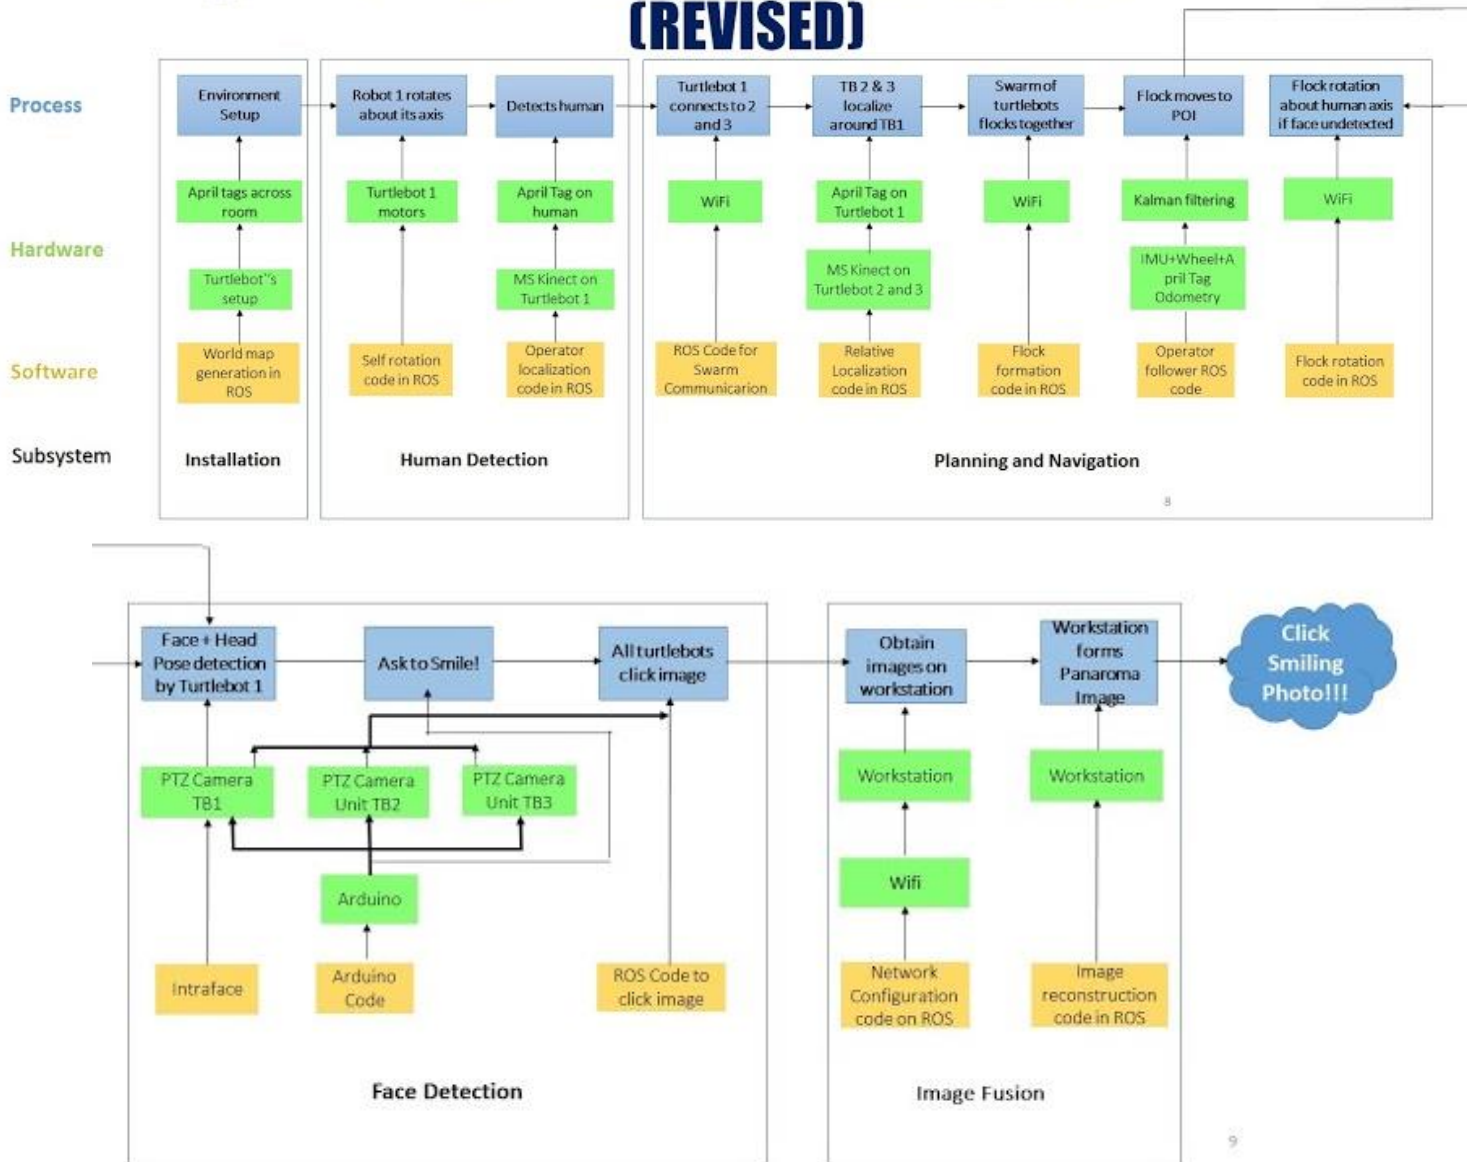 (REVISED)
Process
Environment
Setup
Robot 1 rotates
about its axis
Detects human
Turtlebot 1
connects to 2
and 3
TB 2 & 3
localize
around TB1
Swarm of
turtlebots
flocks together
Flock moves to
POI
Flock rotation
about human axis
if face undetected
April tags across
room
Turtlebot 1
motors
April Tag on
human
WiFi
April Tag on
Turtlebot 1
WiFi
Kalman filtering
WiFi
Hardware
Turtlebot"s
setup
MS Kinect on
Turtlebot 1
MS Kinect on
Turtlebot 2 and 3
IMU+Wheel+A
pril Tag
Odometry
Software
World map
generation in
ROS
Self rotation
code in ROS
Operator
localization
code in ROS
ROS Code for
Swarm
Communicarion
Relative
Localization
code in ROS
Flock
formation
code in ROS
Operator
follower ROS
code
Flock rotation
code in ROS
Subsystem
Installation
Human Detection
Planning and Navigation
8
Face + Head
Pose detection
by Turtlebot 1
Ask to Smile!
All turtlebots
click image
Obtain
images on
workstation
Workstation
forms
Panaroma
Image
Click
Smiling
Photo!!!
PTZ Camera
TB1
PTZ Camera
Unit TB2
PTZ Camera
Unit TB3
Workstation
Workstation
Arduino
Wifi
Intraface
Arduino
Code
ROS Code to
click image
Network
Configuration
code on ROS
Image
reconstruction
code in ROS
Face Detection
Image Fusion
9